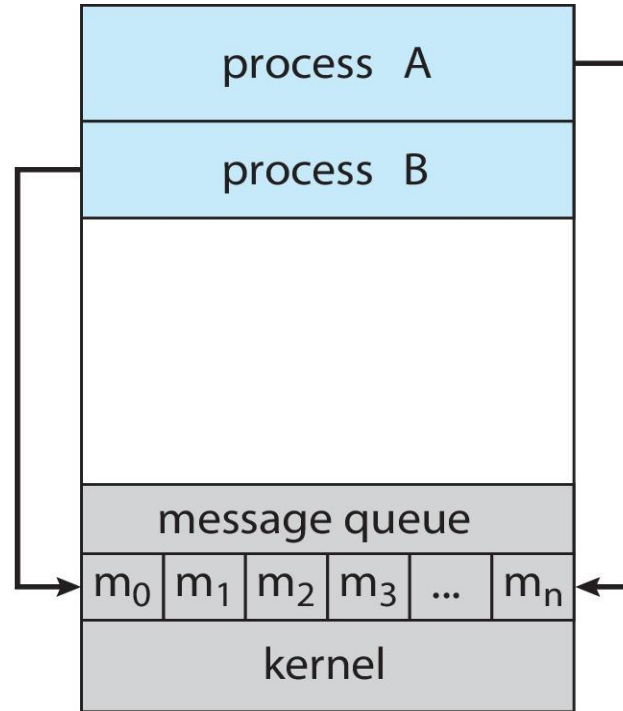 process A
process B
message queue
m₀ m₁ m₂ m₃ ... mₙ
kernel